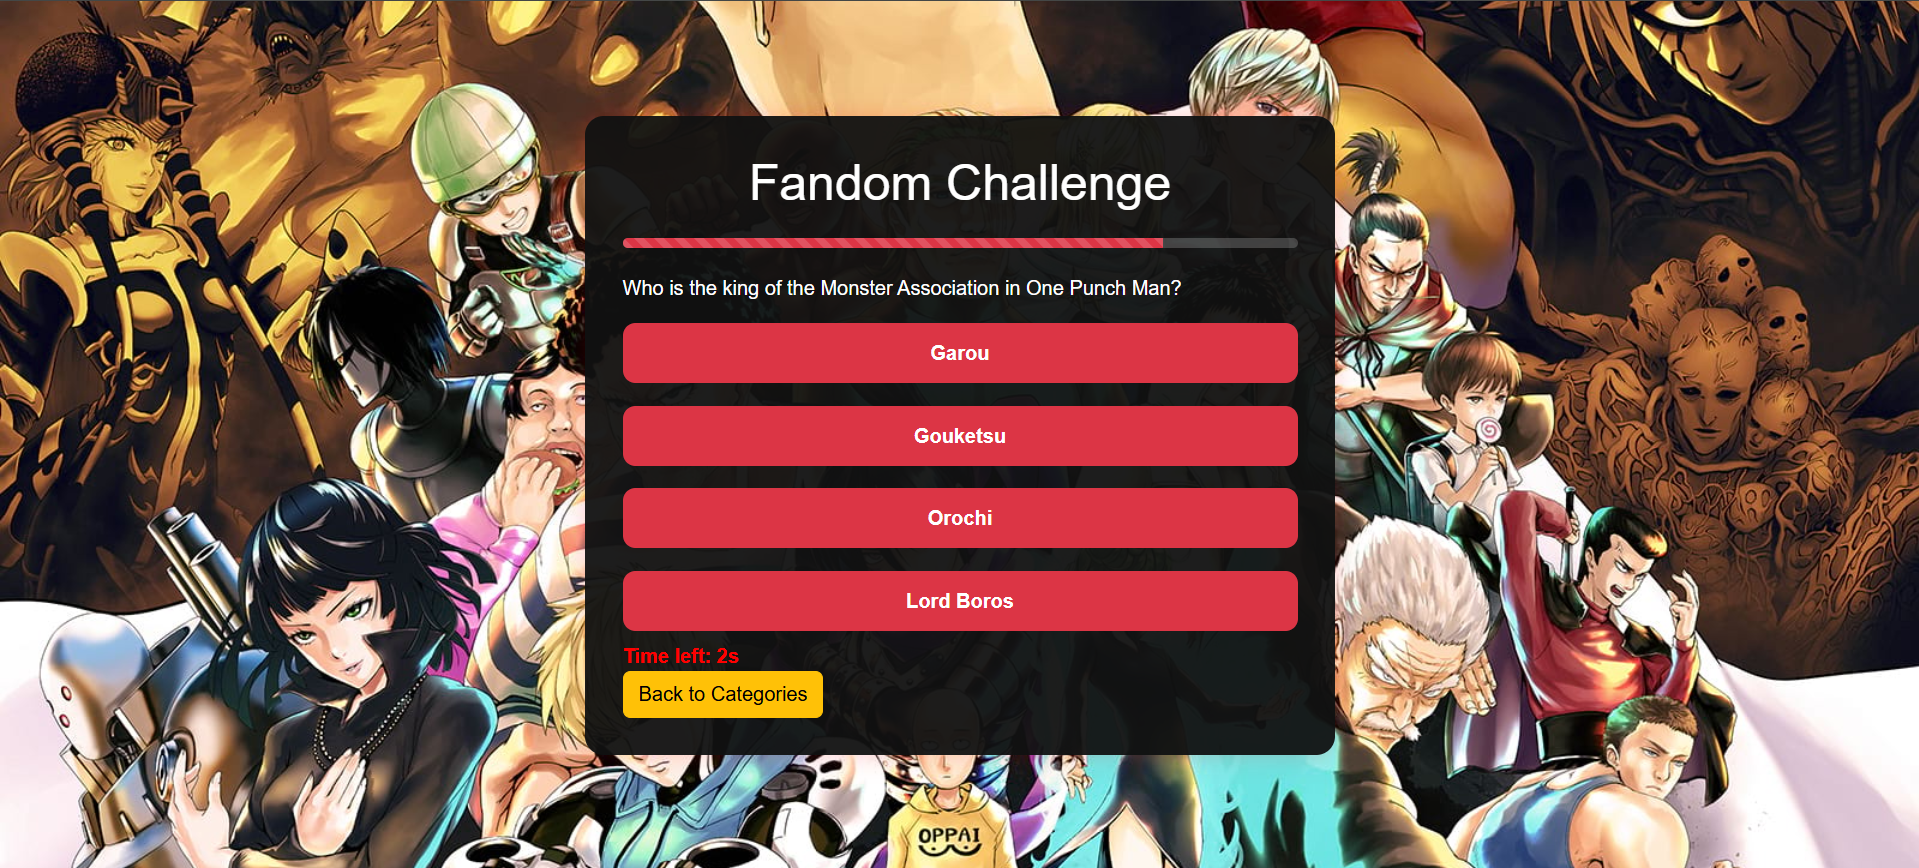 Fandom Challenge
Who is the king of the Monster Association in One Punch Man?
Garou
Gouketsu
Orochi
Lord Boros
Time left: 2s
Back to Categories
OPPAI